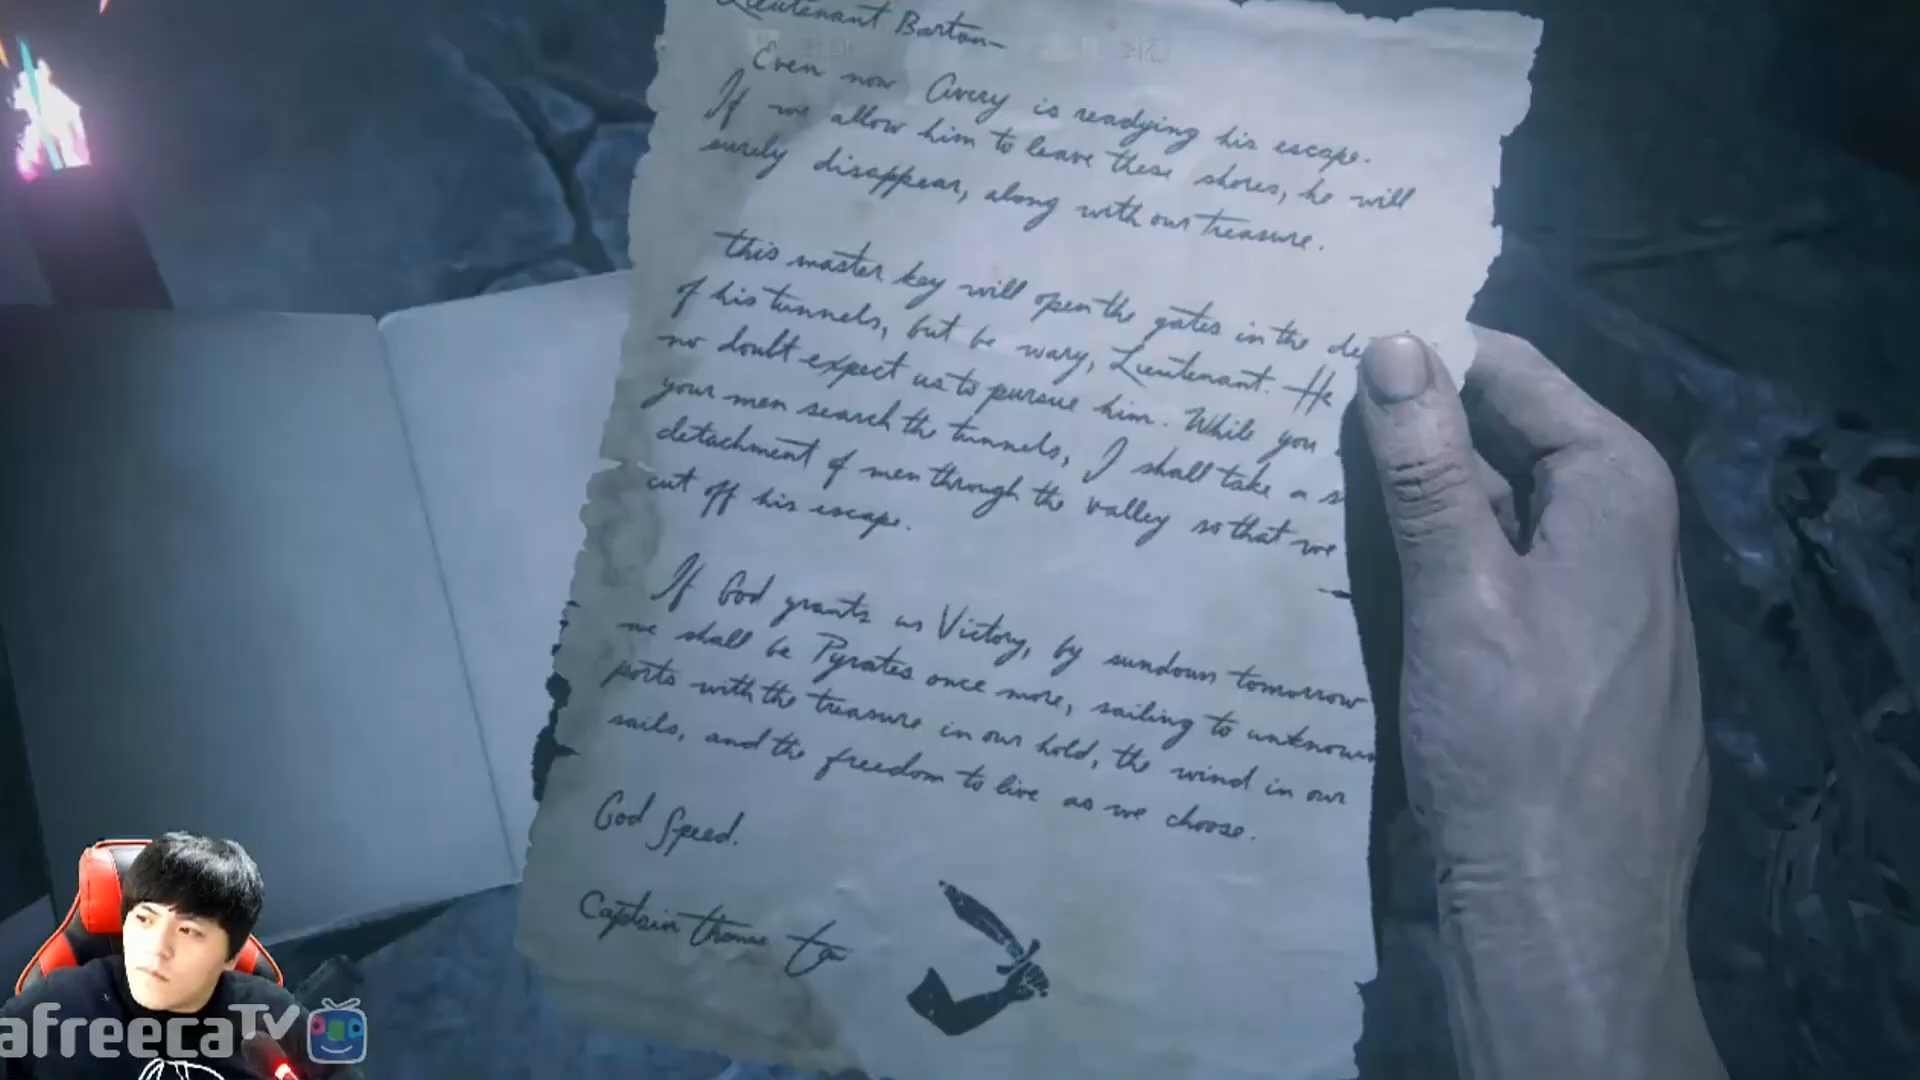 Lieutenant Barton—
Even now Avery is readying his escape.
If we allow him to leave these shores, he will
surely disappear, along with our treasure.
This master key will open the gates in the
of his tunnels, but be wary, Lieutenant. He
no doubt expect us to pursue him. While you
your men search the tunnels, I shall take a
detachment of men through the valley so that we
cut off his escape.
If God grants us Victory, by sundown tomorrow
we shall be Pyrates once more, sailing to unknown
ports with the treasure in our hold, the wind in our
sails, and the freedom to live as we choose.
God Speed.
Captain Thomas
afreecaTV